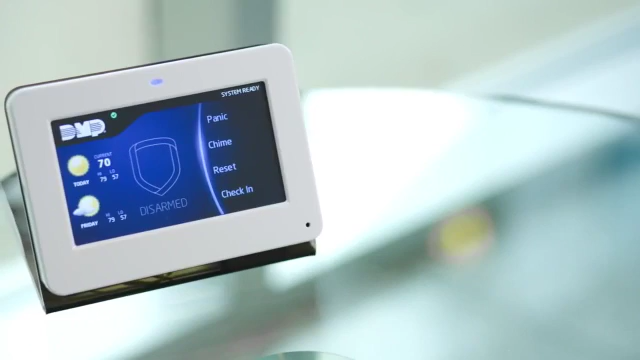 SYSTEM READY
DMP
Panic
CURRENT
70
Chime
HI LO
TODAY 79 57
Reset
Check In
DISARMED
HI LO
FRIDAY 79 57